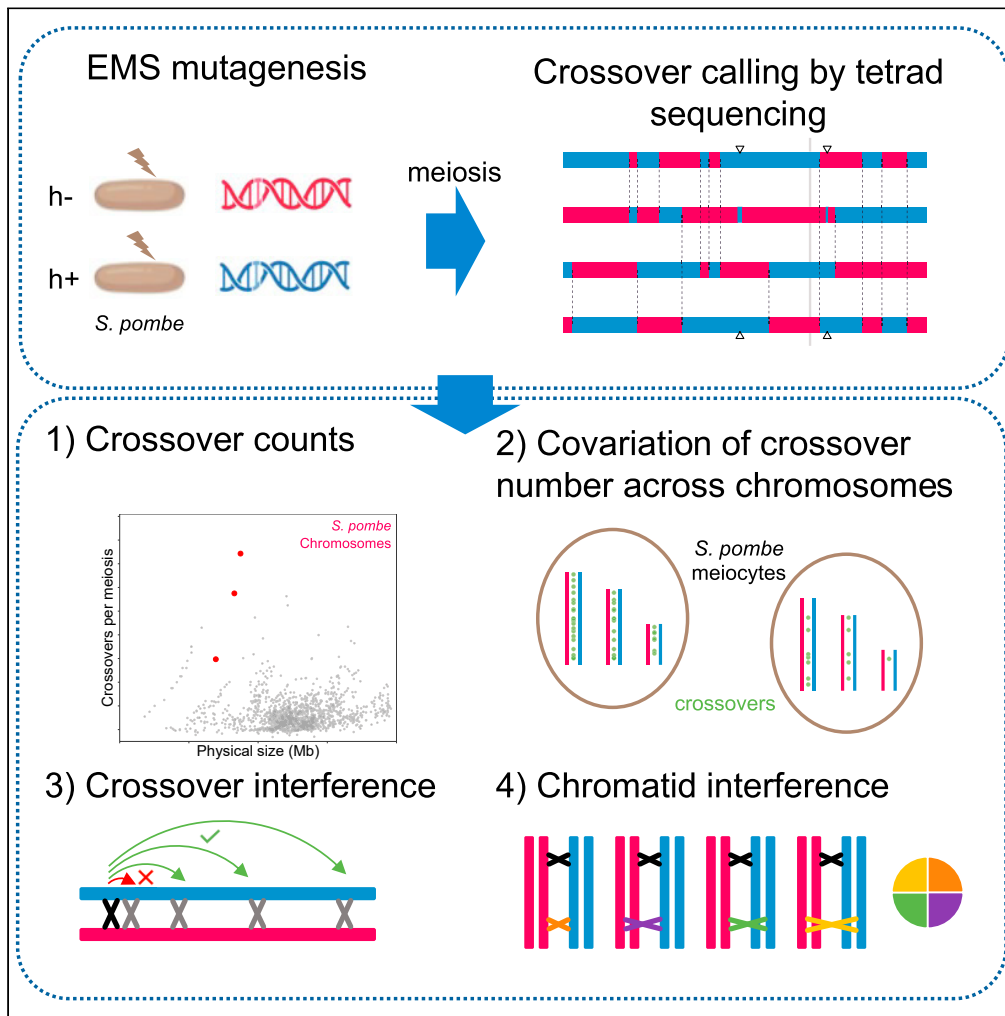 EMS mutagenesis
Crossover calling by tetrad
sequencing
h-
h+
S. pombe
meiosis
1) Crossover counts
S. pombe
Chromosomes
Crossovers per meiosis
Physical size (Mb)
2) Covariation of crossover
number across chromosomes
S. pombe
meiocytes
crossovers
3) Crossover interference
4) Chromatid interference